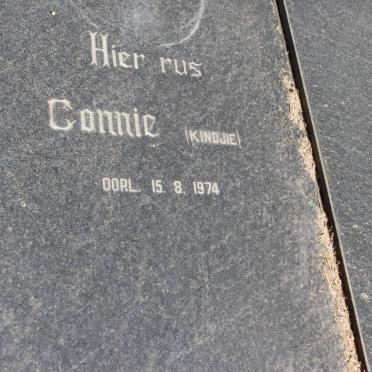 Hier rus
Connie (KINDJIE)
OORL. 15. 8. 1974